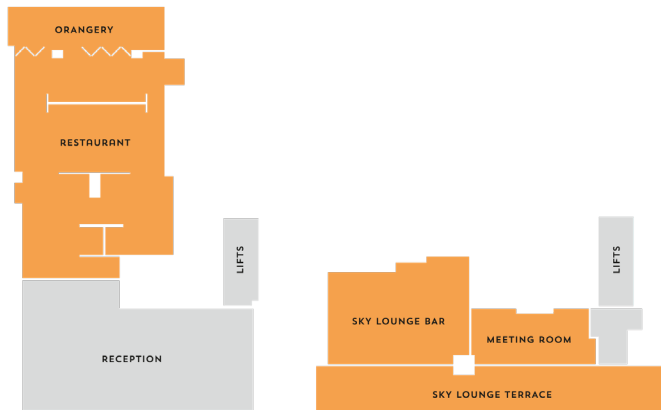 ORANGERY
RESTAURANT
LIFTS
RECEPTION
LIFTS
SKY LOUNGE BAR
MEETING ROOM
SKY LOUNGE TERRACE